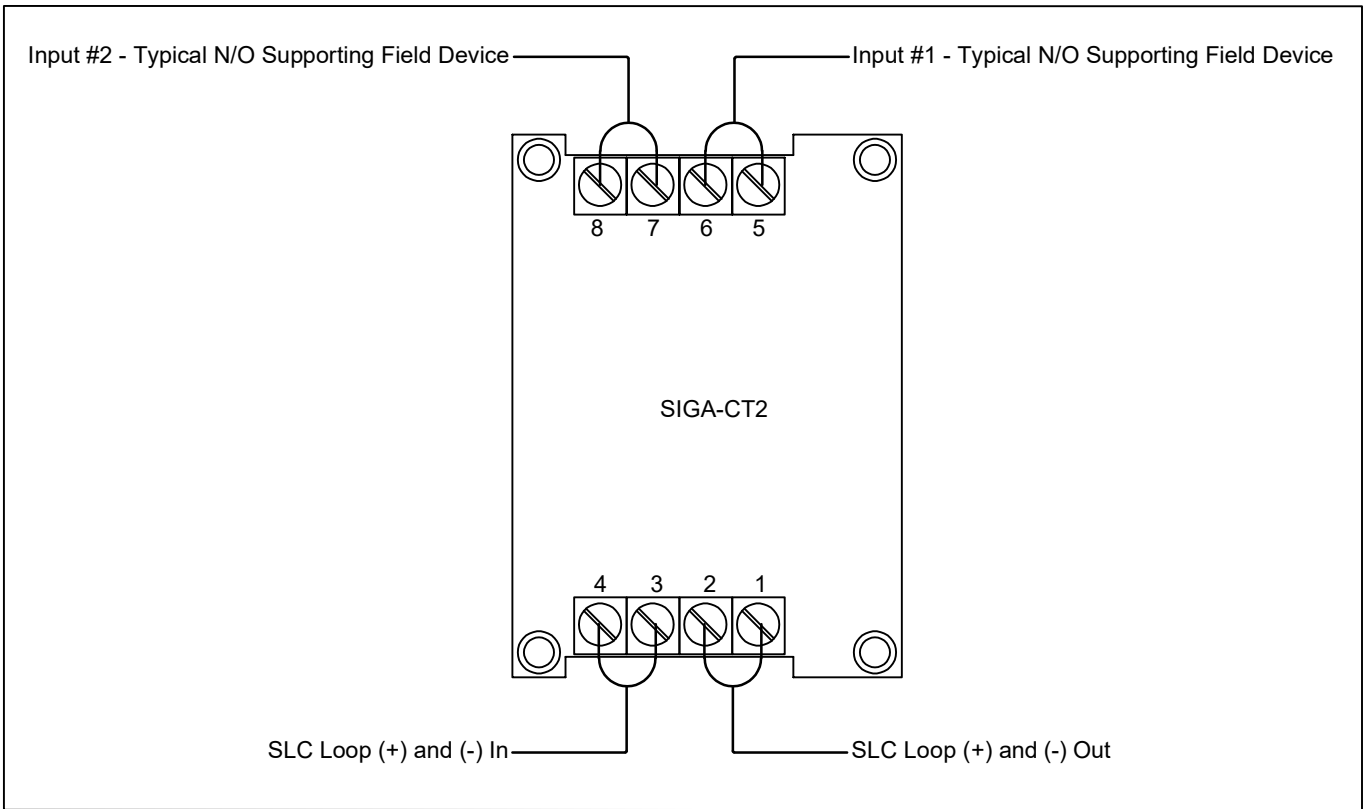 Input #2 - Typical N/O Supporting Field Device
Input #1 - Typical N/O Supporting Field Device
8 7 6 5
SIGA-CT2
4 3 2 1
SLC Loop (+) and (-) In
SLC Loop (+) and (-) Out